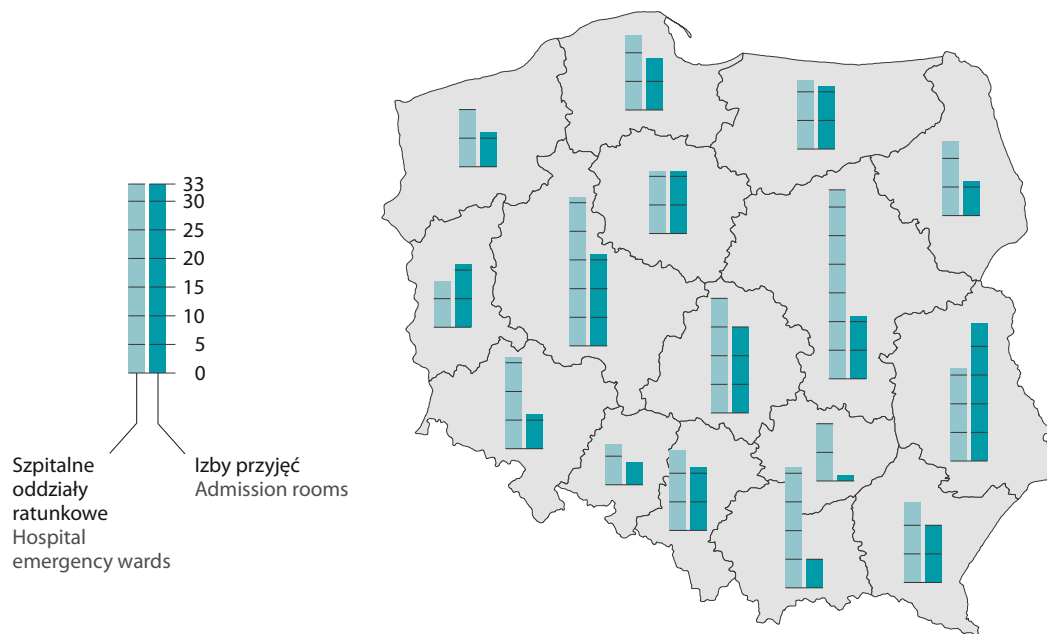 33
30
25
20
15
10
5
0
Szpitalne
oddziały
ratunkowe
Hospital
emergency wards
Izby przyjęć
Admission rooms